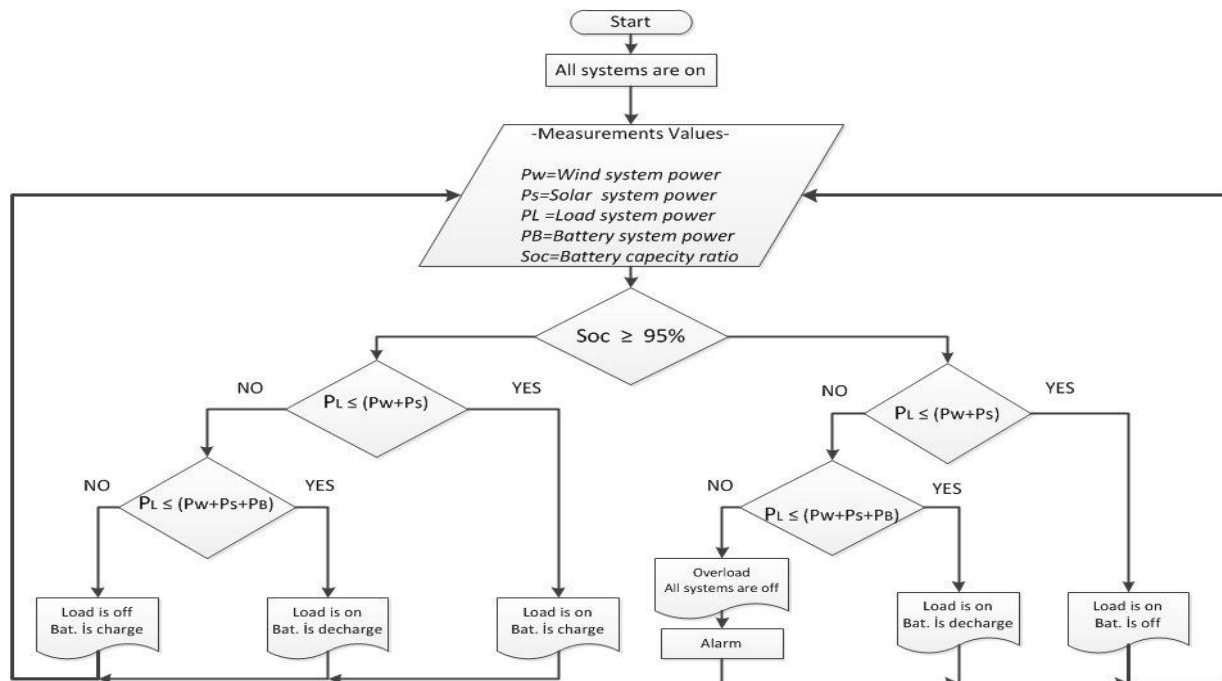 Start
All systems are on
-Measurements Values-
Pw=Wind system power
Ps=Solar system power
PL =Load system power
PB=Battery system power
Soc=Battery capecity ratio
Soc ≥ 95%
NO
PL ≤ (Pw+Ps)
YES
NO
PL ≤ (Pw+Ps)
YES
NO
PL ≤ (Pw+Ps+PB)
YES
NO
PL ≤ (Pw+Ps+PB)
YES
Load is off
Bat. İs charge
Load is on
Bat. İs decharge
Load is on
Bat. İs charge
Overload
All systems are off
Alarm
Load is on
Bat. İs decharge
Load is on
Bat. İs off